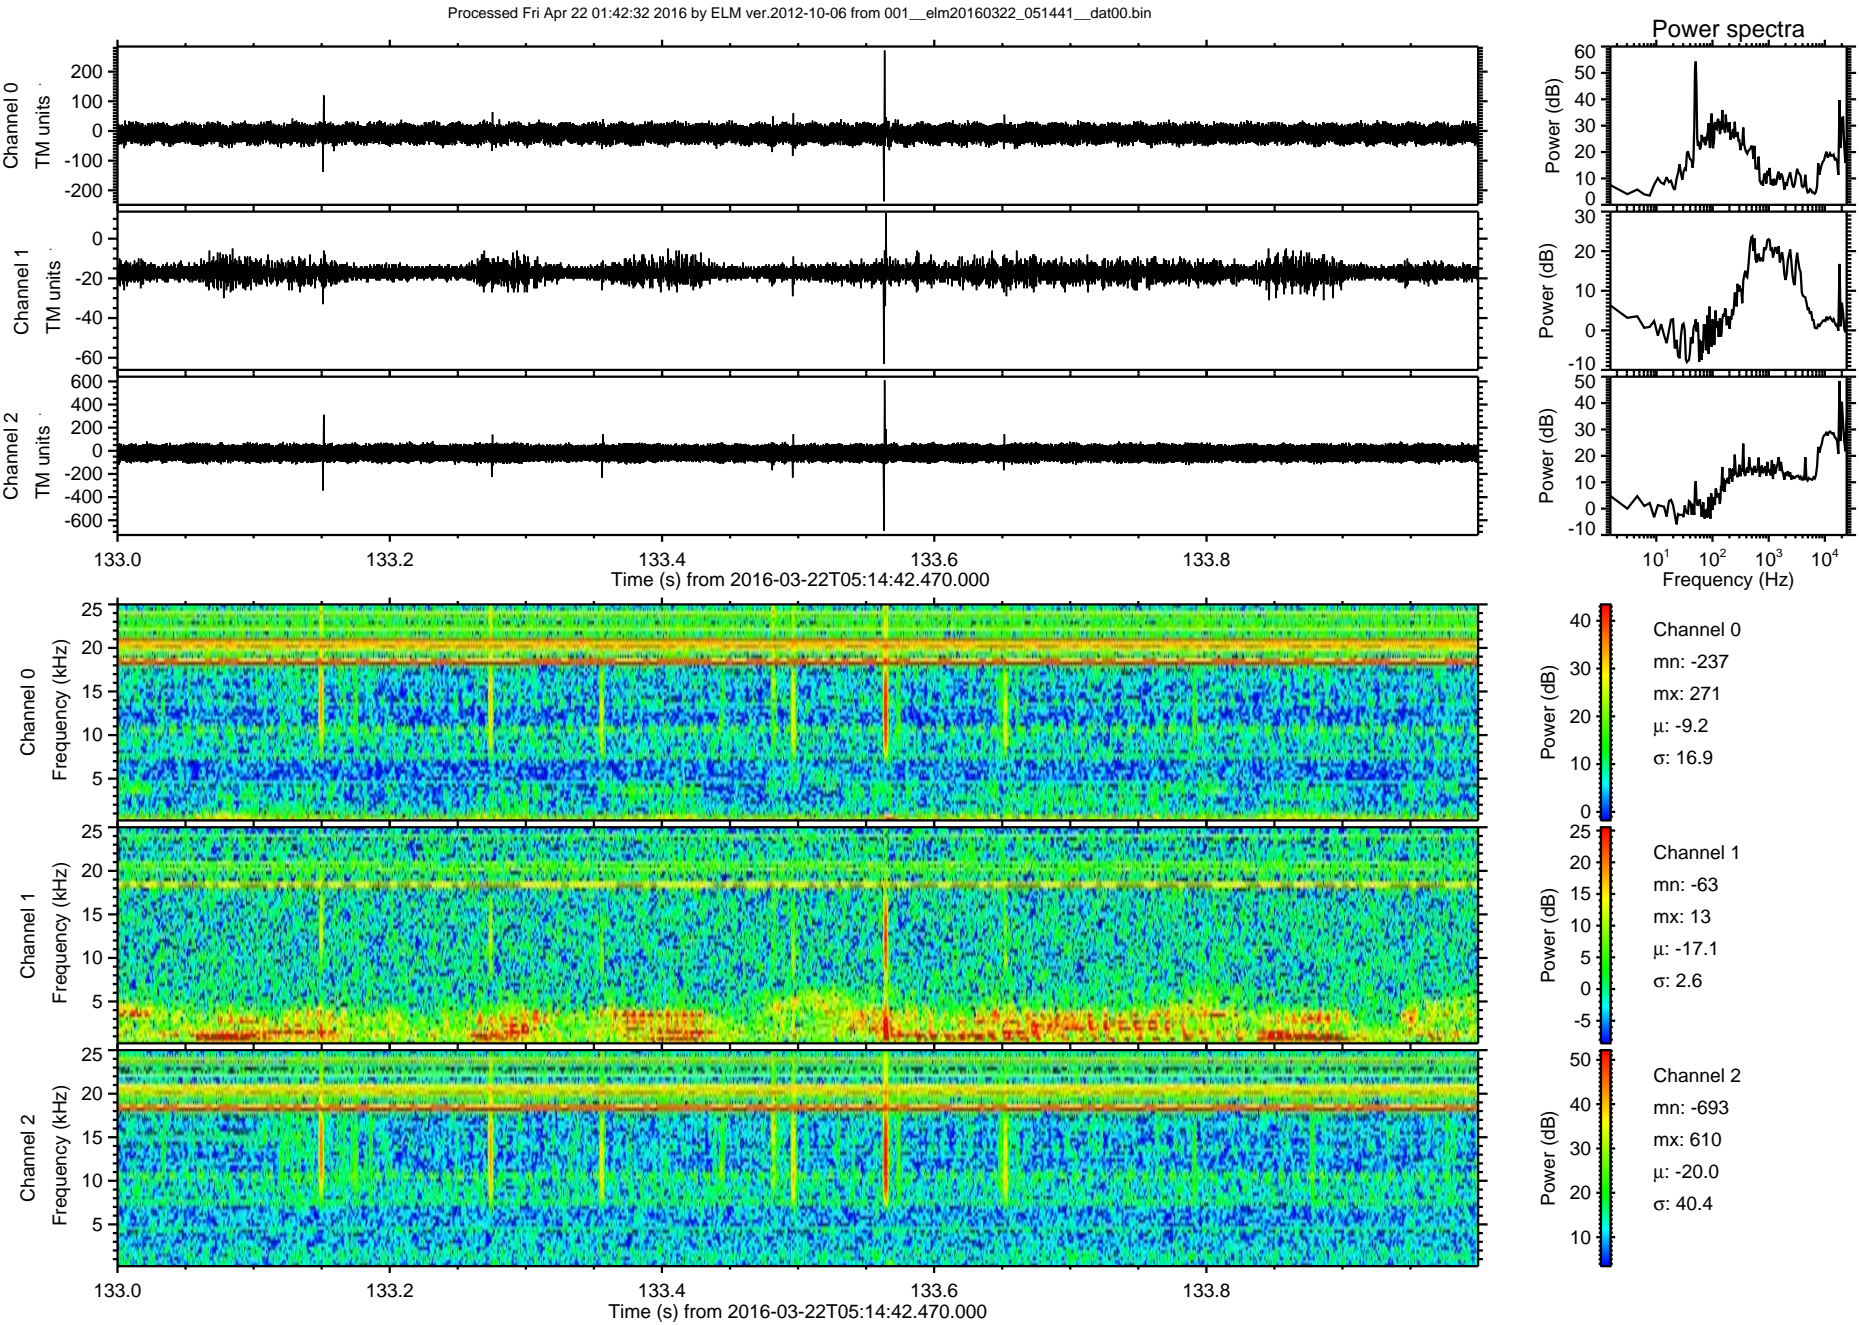 Processed Fri Apr 22 01:42:32 2016 by ELM ver.2012-10-06 from 001__elm20160322_051441__dat00.bin
Power spectra
Channel 0
TM units
200
100
0
-100
-200
Power (dB)
60
50
40
30
20
10
0
Channel 1
TM units
0
-20
-40
-60
Power (dB)
30
20
10
0
-10
Channel 2
TM units
600
400
200
0
-200
-400
-600
Power (dB)
50
40
30
20
10
0
-10
133.0 133.2 133.4 133.6 133.8
Time (s) from 2016-03-22T05:14:42.470.000
10^1 10^2 10^3 10^4
Frequency (Hz)
Channel 0
Frequency (kHz)
25
20
15
10
5
Power (dB)
40
30
20
10
0
Channel 0
mn: -237
mx: 271
μ: -9.2
σ: 16.9
Channel 1
Frequency (kHz)
25
20
15
10
5
Power (dB)
25
20
15
10
5
0
-5
Channel 1
mn: -63
mx: 13
μ: -17.1
σ: 2.6
Channel 2
Frequency (kHz)
25
20
15
10
5
Power (dB)
50
40
30
20
10
Channel 2
mn: -693
mx: 610
μ: -20.0
σ: 40.4
133.0 133.2 133.4 133.6 133.8
Time (s) from 2016-03-22T05:14:42.470.000